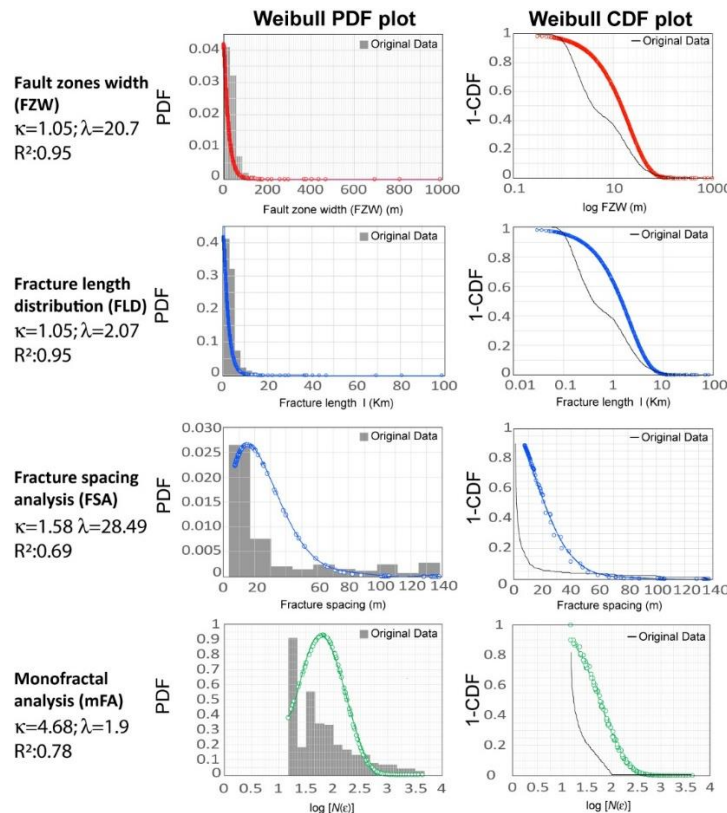 Weibull PDF plot
Weibull CDF plot
Fault zones width
(FZW)
κ=1.05; λ=20.7
R²:0.95
PDF
0.04
0.03
0.02
0.01
0
Original Data
0 200 400 600 800 1000
Fault zone width (FZW) (m)
1-CDF
1
0.8
0.6
0.4
0.2
0
Original Data
0.1 10 1000
log FZW
Fracture length
distribution (FLD)
κ=1.05; λ=2.07
R²:0.95
PDF
0.4
0.3
0.2
0.1
0
Original Data
0 20 40 60 80 100
Fracture length l (Km)
1-CDF
1
0.8
0.6
0.4
0.2
0
Original Data
0.01 0.1 1 10 100
Fracture length l (Km)
Fracture spacing
analysis (FSA)
κ=1.58 λ=28.49
R²:0.69
PDF
0.030
0.025
0.020
0.015
0.010
0.005
0
Original Data
20 40 60 80 100 120 140
Fracture spacing (m)
1-CDF
1
0.8
0.6
0.4
0.2
0
Original Data
0 20 40 60 80 100 120 140
Fracture spacing (m)
Monofractal
analysis (mFA)
κ=4.68; λ=1.9
R²:0.78
PDF
1
0.9
0.8
0.7
0.6
0.5
0.4
0.3
0.2
0.1
0
Original Data
0 0.5 1 1.5 2 2.5 3 3.5 4
log [N(ε)]
1-CDF
1
0.8
0.6
0.4
0.2
0
Original Data
0 0.5 1 1.5 2 2.5 3 3.5 4
log [N(ε)]